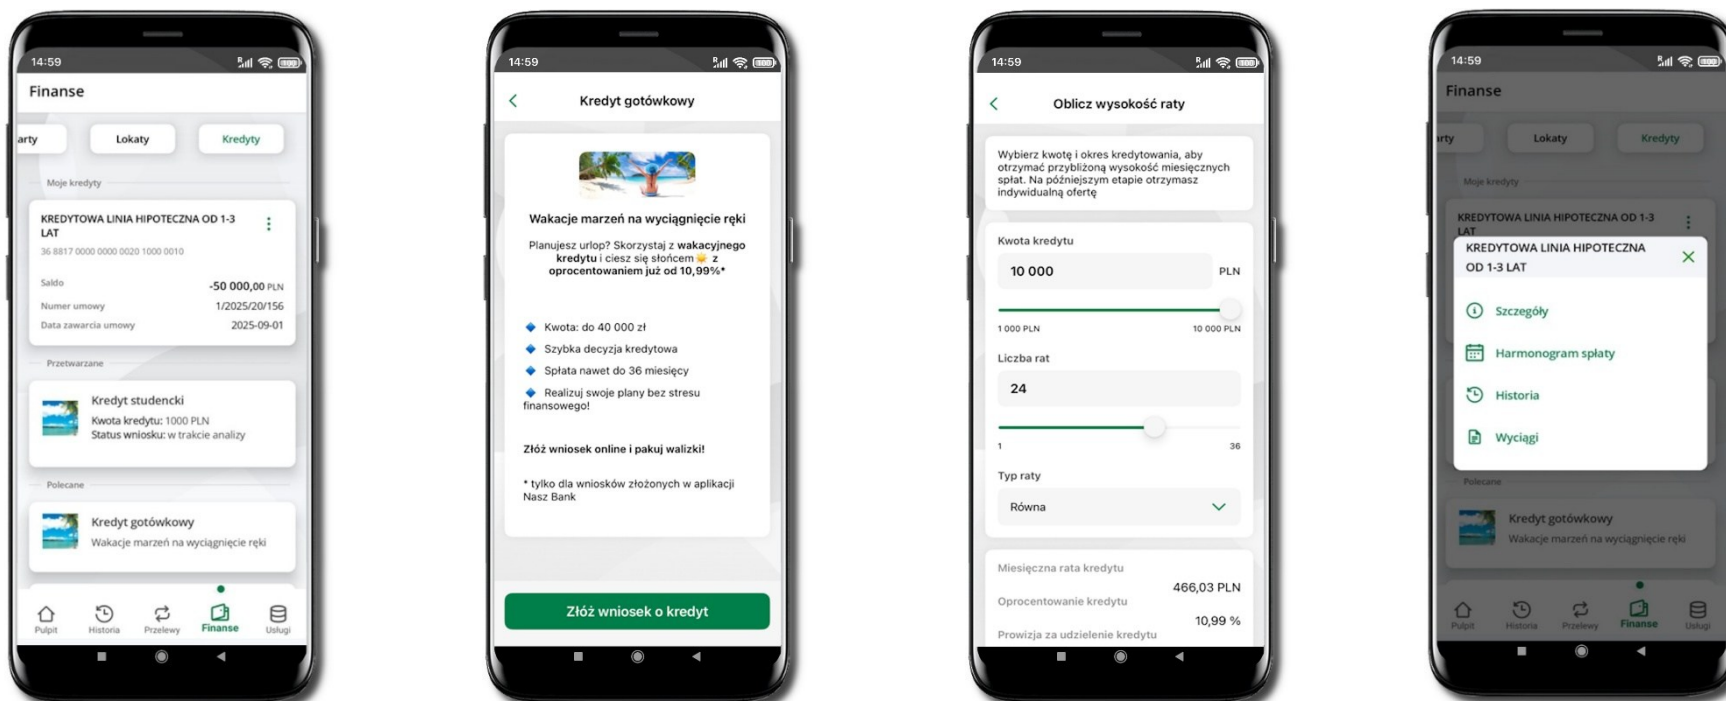 14:59
Finanse
arty
Lokaty
Kredyty
Moje kredyty
KREDYTOWA LINIA HIPOTECZNA OD 1-3
LAT
36 8817 0000 0000 0020 1000 0010
Saldo
-50 000,00 PLN
Numer umowy
1/2025/20/156
Data zawarcia umowy
2025-09-01
Przetwarzane
Kredyt studencki
Kwota kredytu: 1000 PLN
Status wniosku: w trakcie analizy
Polecane
Kredyt gotówkowy
Wakacje marzeń na wyciągnięcie ręki
Pulpit
Historia
Przelewy
Finanse
Usługi
14:59
Kredyt gotówkowy
Wakacje marzeń na wyciągnięcie ręki
Planujesz urlop? Skorzystaj z wakacyjnego
kredytu i ciesz się słońcem☀️ z
oprocentowaniem już od 10,99%*
Kwota: do 40 000 zł
Szybka decyzja kredytowa
Spłata nawet do 36 miesięcy
Realizuj swoje plany bez stresu
finansowego!
Złóż wniosek online i pakuj walizki!
* tylko dla wniosków złożonych w aplikacji
Nasz Bank
Złóż wniosek o kredyt
14:59
Oblicz wysokość raty
Wybierz kwotę i okres kredytowania, aby
otrzymać przybliżoną wysokość miesięcznych
spłat. Na późniejszym etapie otrzymasz
indywidualną ofertę
Kwota kredytu
10 000
PLN
1 000 PLN
10 000 PLN
Liczba rat
24
1
36
Typ raty
Równa
Miesięczna rata kredytu
466,03 PLN
Oprocentowanie kredytu
10,99 %
Prowizja za udzielenie kredytu
14:59
Finanse
arty
Lokaty
Kredyty
Moje kredyty
KREDYTOWA LINIA HIPOTECZNA OD 1-3
LAT
KREDYTOWA LINIA HIPOTECZNA
OD 1-3 LAT
Szczegóły
Harmonogram spłaty
Historia
Wyciągi
Polecane
Kredyt gotówkowy
Wakacje marzeń na wyciągnięcie ręki
Pulpit
Historia
Przelewy
Finanse
Usługi